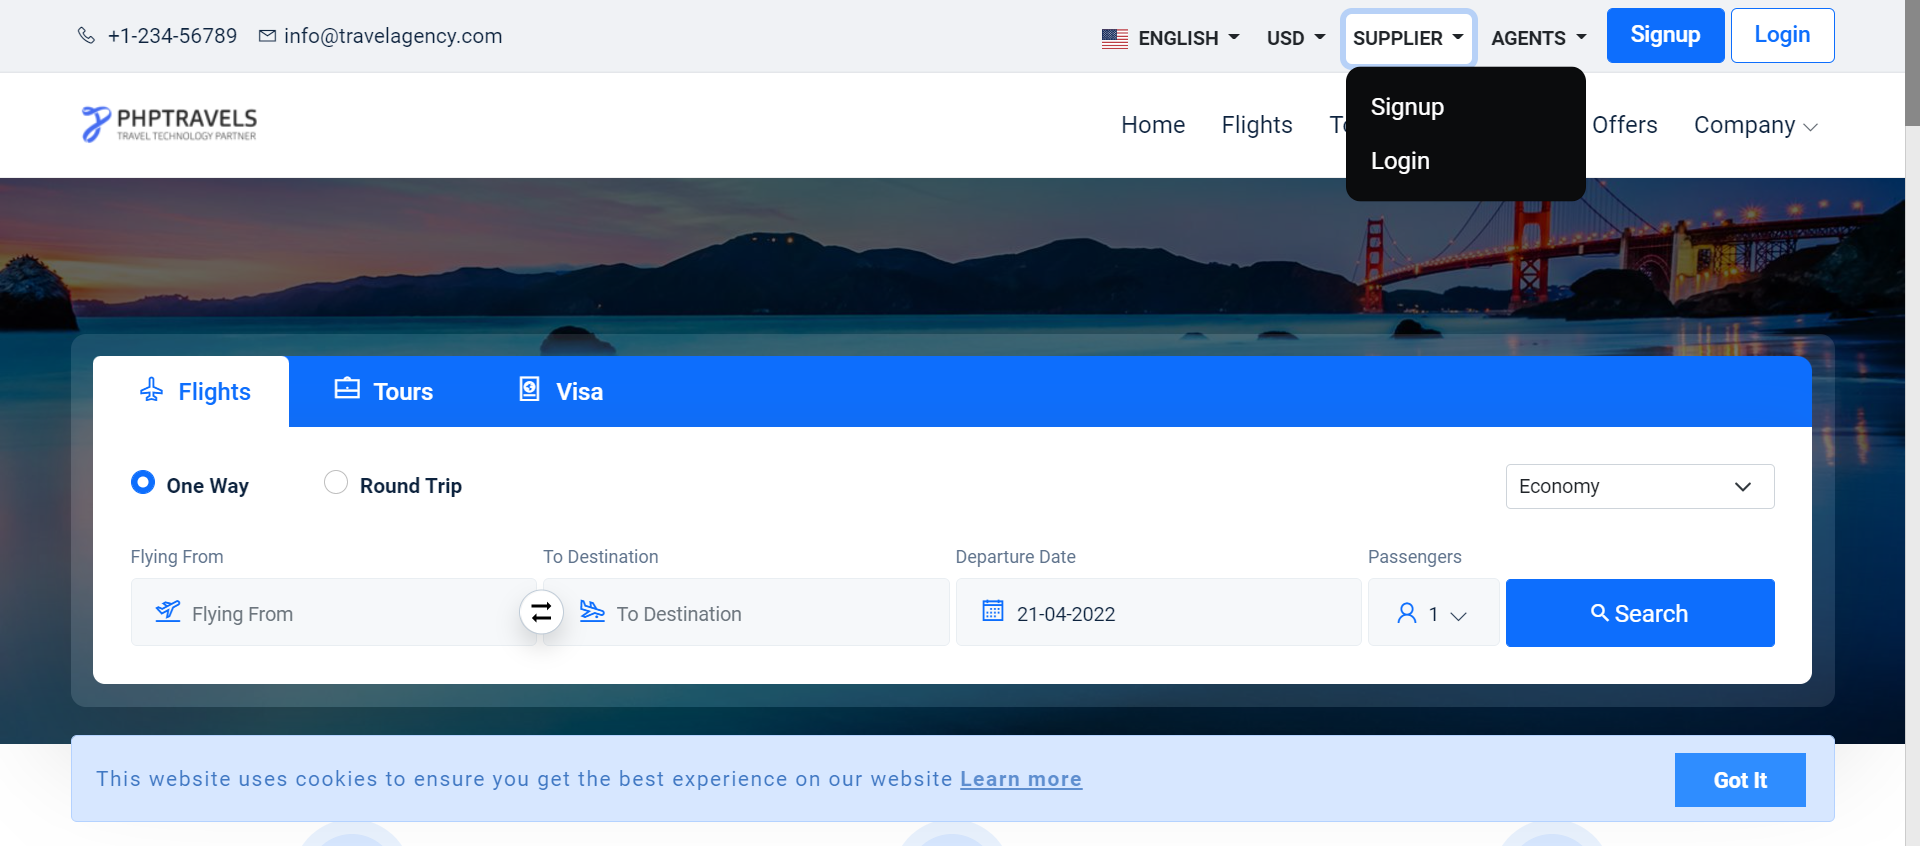 +1-234-56789 info@travelagency.com ENGLISH USD SUPPLIER AGENTS Signup Login
Signup
Login
PHPTRAVELS
TRAVEL TECHNOLOGY PARTNER
Home Flights Offers Company
Flights Tours Visa
One Way Round Trip Economy
Flying From To Destination Departure Date Passengers
Flying From To Destination 21-04-2022 1 Search
This website uses cookies to ensure you get the best experience on our website Learn more Got It